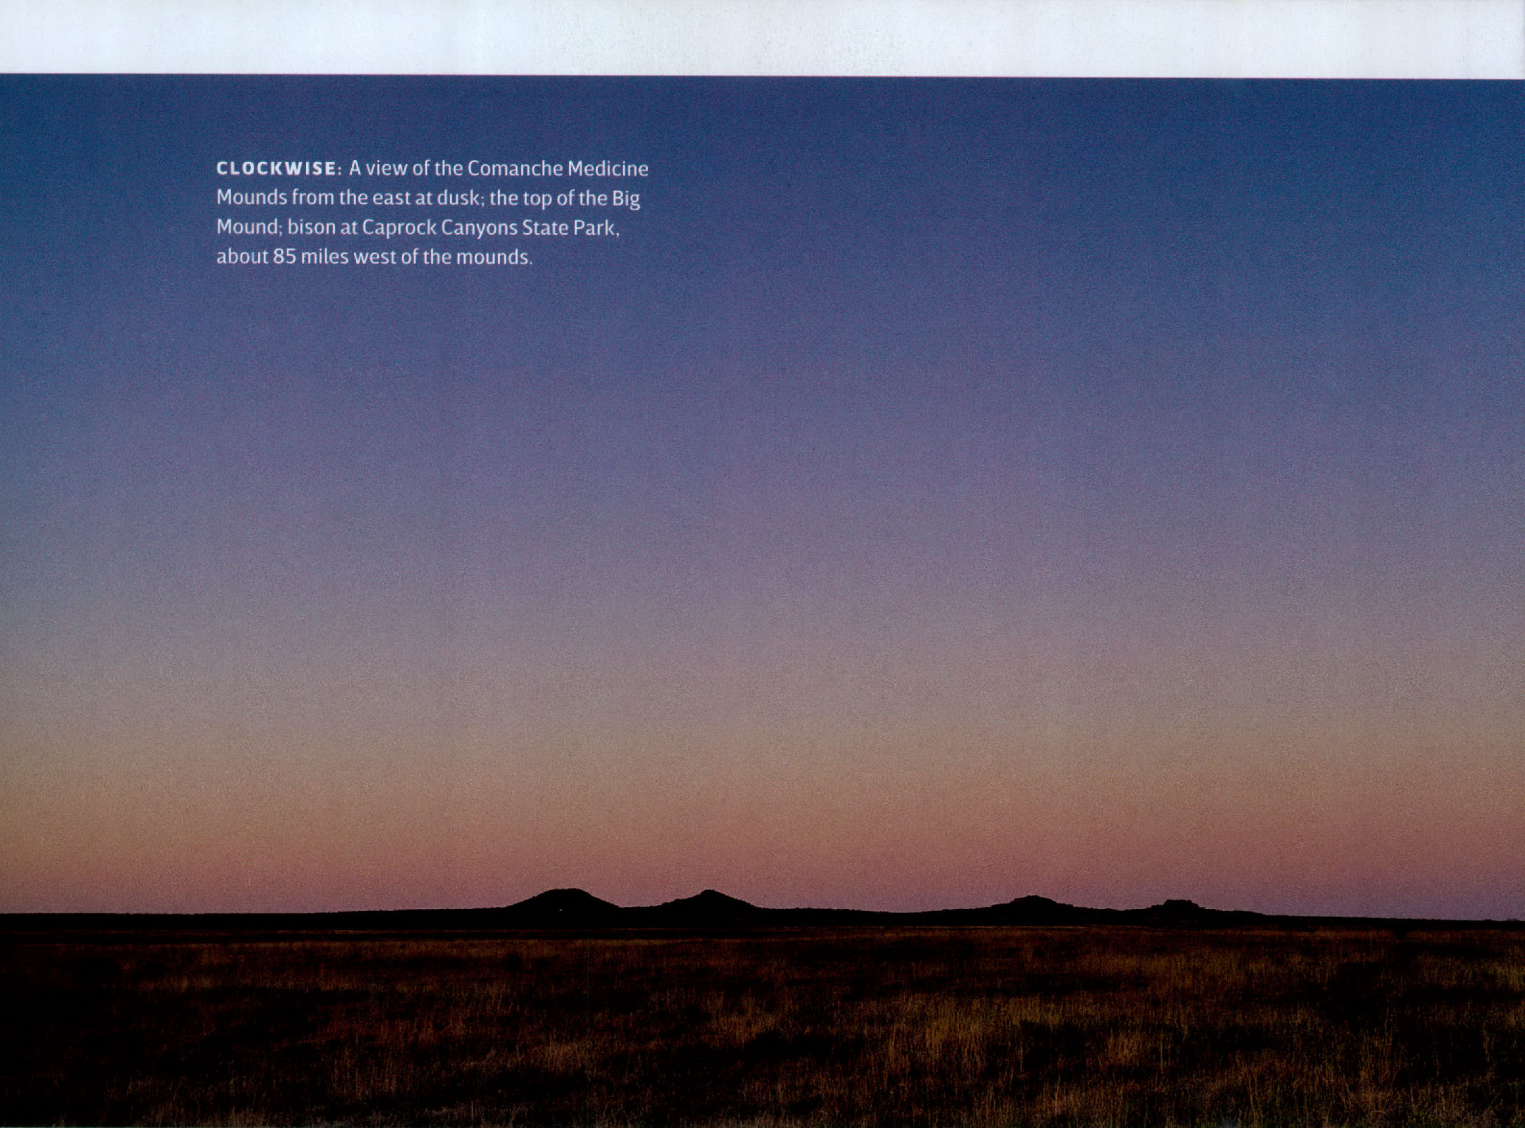 CLOCKWISE: A view of the Comanche Medicine
Mounds from the east at dusk; the top of the Big
Mound; bison at Caprock Canyons State Park,
about 85 miles west of the mounds.